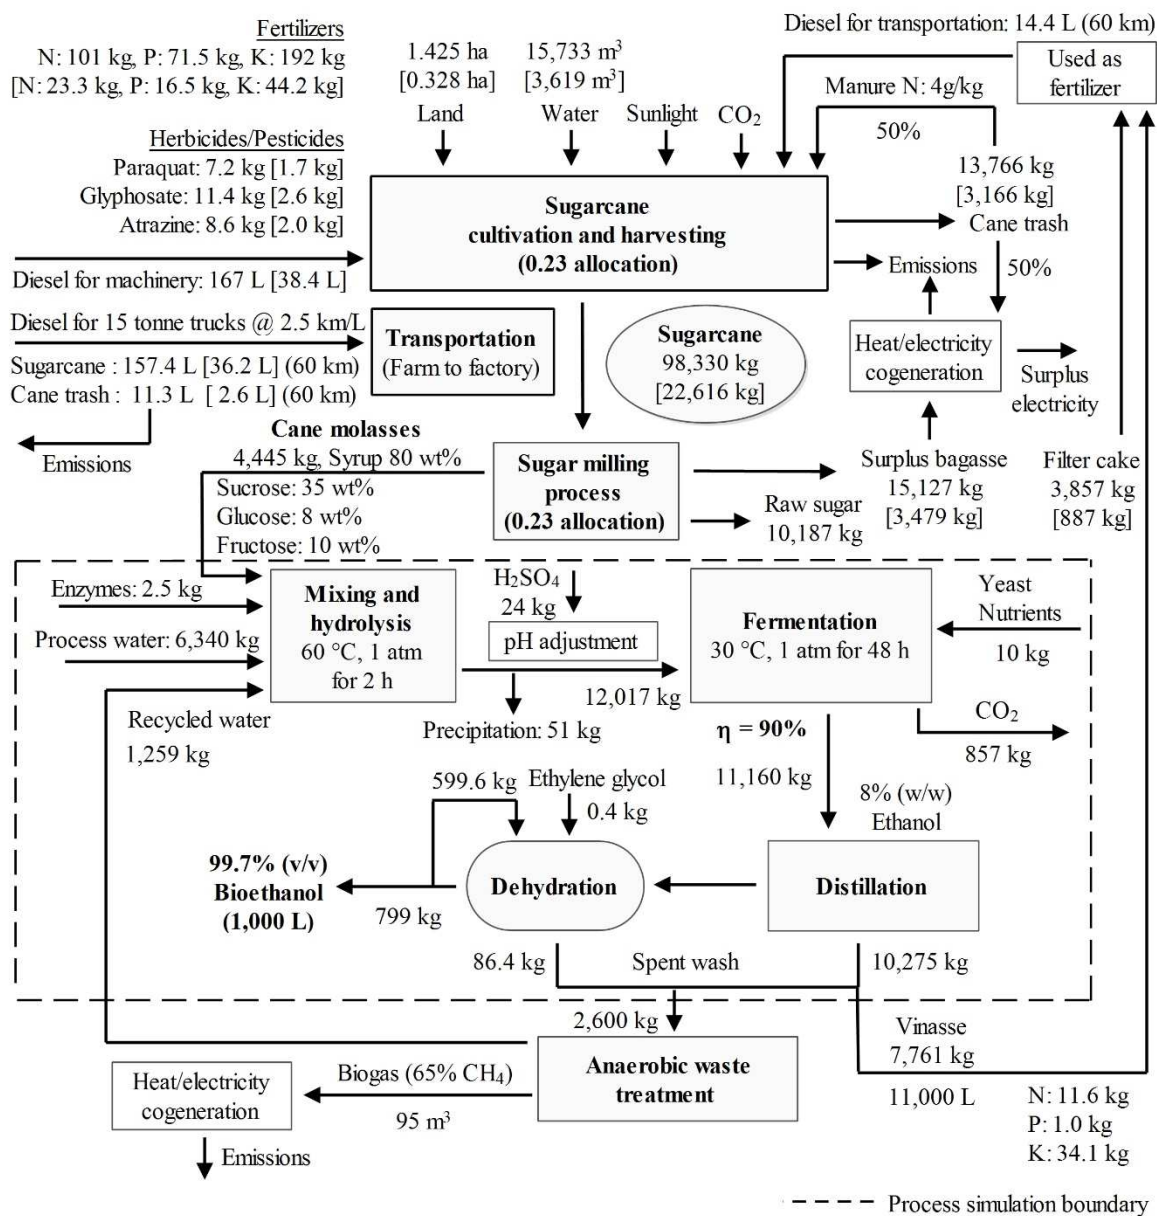 Fertilizers
N: 101 kg, P: 71.5 kg, K: 192 kg
[N: 23.3 kg, P: 16.5 kg, K: 44.2 kg]
1.425 ha
[0.328 ha]
Land
15,733 m³
[3,619 m³]
Water
Sunlight
CO₂
Diesel for transportation: 14.4 L (60 km)
Used as
fertilizer
Manure N: 4g/kg
50%
Herbicides/Pesticides
Paraquat: 7.2 kg [1.7 kg]
Glyphosate: 11.4 kg [2.6 kg]
Atrazine: 8.6 kg [2.0 kg]
Sugarcane
cultivation and harvesting
(0.23 allocation)
13,766 kg
[3,166 kg]
Cane trash
50%
Emissions
Diesel for machinery: 167 L [38.4 L]
Diesel for 15 tonne trucks @ 2.5 km/L
Sugarcane : 157.4 L [36.2 L] (60 km)
Cane trash : 11.3 L [ 2.6 L] (60 km)
Emissions
Transportation
(Farm to factory)
Sugarcane
98,330 kg
[22,616 kg]
Heat/electricity
cogeneration
Surplus
electricity
Cane molasses
4,445 kg, Syrup 80 wt%
Sucrose: 35 wt%
Glucose: 8 wt%
Fructose: 10 wt%
Sugar milling
process
(0.23 allocation)
Raw sugar
10,187 kg
Surplus bagasse
15,127 kg
[3,479 kg]
Filter cake
3,857 kg
[887 kg]
Enzymes: 2.5 kg
Process water: 6,340 kg
Recycled water
1,259 kg
Mixing and
hydrolysis
60 °C, 1 atm
for 2 h
H₂SO₄
24 kg
pH adjustment
12,017 kg
Precipitation: 51 kg
Fermentation
30 °C, 1 atm for 48 h
Yeast
Nutrients
10 kg
CO₂
857 kg
η = 90%
11,160 kg
8% (w/w)
Ethanol
599.6 kg
Ethylene glycol
0.4 kg
99.7% (v/v)
Bioethanol
(1,000 L)
799 kg
Dehydration
Distillation
86.4 kg
Spent wash
10,275 kg
2,600 kg
Vinasse
7,761 kg
11,000 L
N: 11.6 kg
P: 1.0 kg
K: 34.1 kg
Anaerobic waste
treatment
Biogas (65% CH₄)
95 m³
Heat/electricity
cogeneration
Emissions
Process simulation boundary